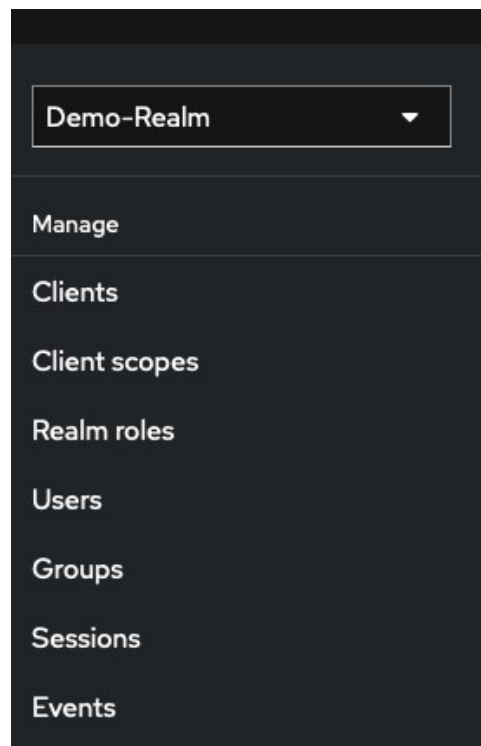 Demo-Realm
Manage
Clients
Client scopes
Realm roles
Users
Groups
Sessions
Events